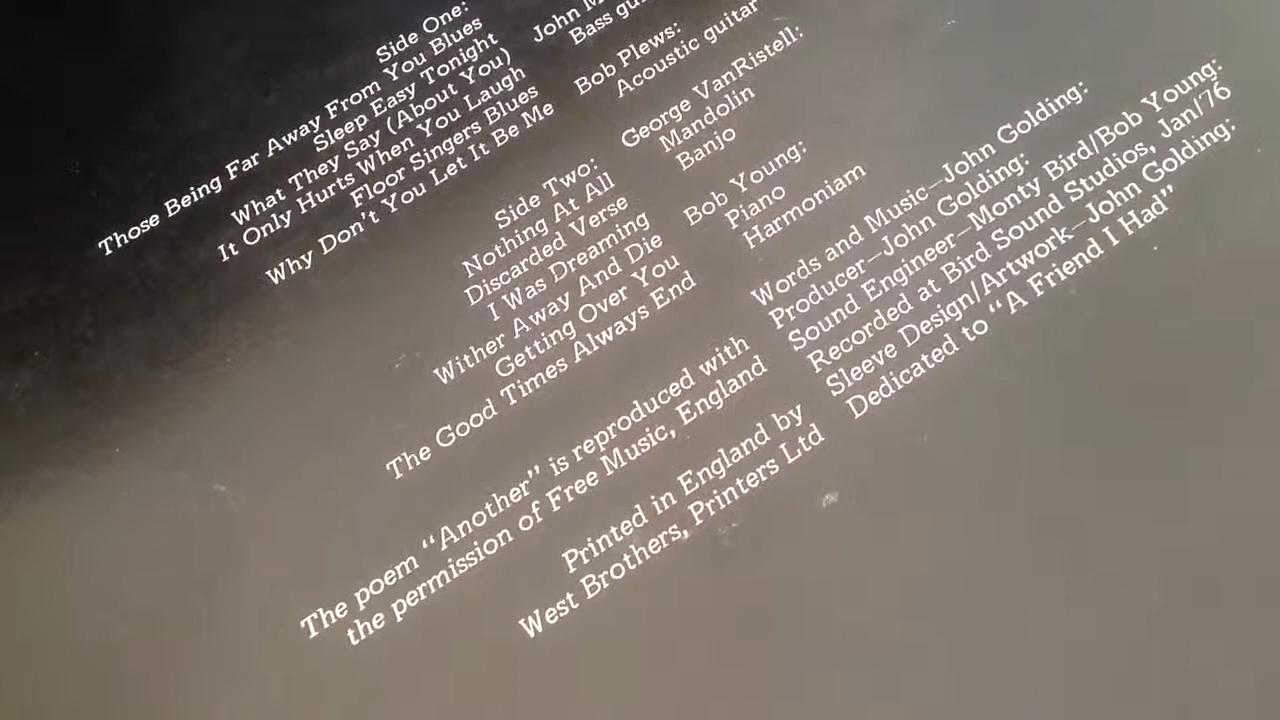 Side One:
Those Being Far Away From You Blues
Sleep Easy Tonight
What They Say (About You)
It Only Hurts When You Laugh
Floor Singers Blues
Why Don't You Let It Be Me
Side Two:
Nothing At All
Discarded Verse
I Was Dreaming
Wither Away And Die
Getting Over You
The Good Times Always End
The poem “Another” is reproduced with
the permission of Free Music, England
Printed in England by
West Brothers, Printers Ltd
John
Bass
Bob Plews:
Acoustic guitar
George VanRistell:
Mandolin
Banjo
Bob Young:
Piano
Harmoniam
Words and Music—John Golding:
Producer—John Golding:
Sound Engineer—Monty Bird/Bob Young:
Recorded at Bird Sound Studios, Jan/76
Sleeve Design/Artwork—John Golding:
Dedicated to “A Friend I Had”